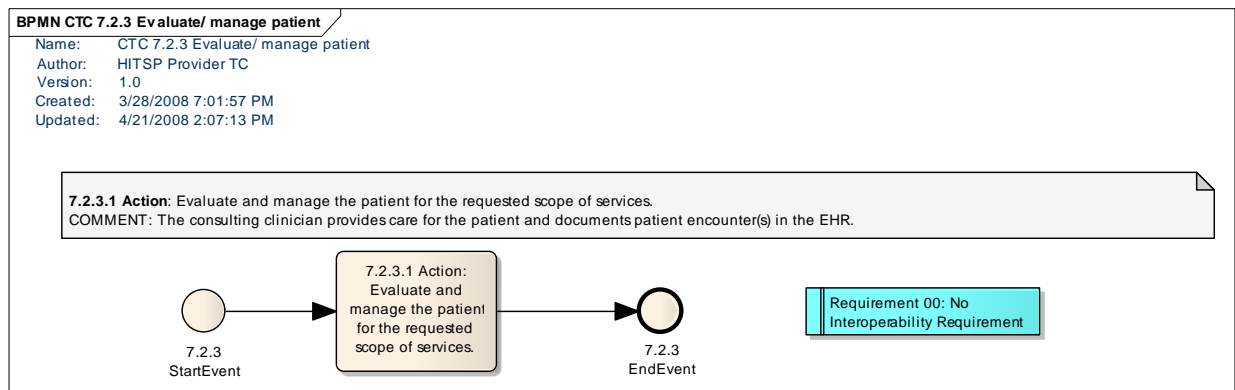 BPMN CTC 7.2.3 Evaluate/ manage patient
Name: CTC 7.2.3 Evaluate/ manage patient
Author: HITSP Provider TC
Version: 1.0
Created: 3/28/2008 7:01:57 PM
Updated: 4/21/2008 2:07:13 PM
7.2.3.1 Action: Evaluate and manage the patient for the requested scope of services.
COMMENT: The consulting clinician provides care for the patient and documents patient encounter(s) in the EHR.
7.2.3
StartEvent
7.2.3.1 Action:
Evaluate and
manage the patient
for the requested
scope of services.
7.2.3
EndEvent
Requirement 00: No
Interoperability Requirement